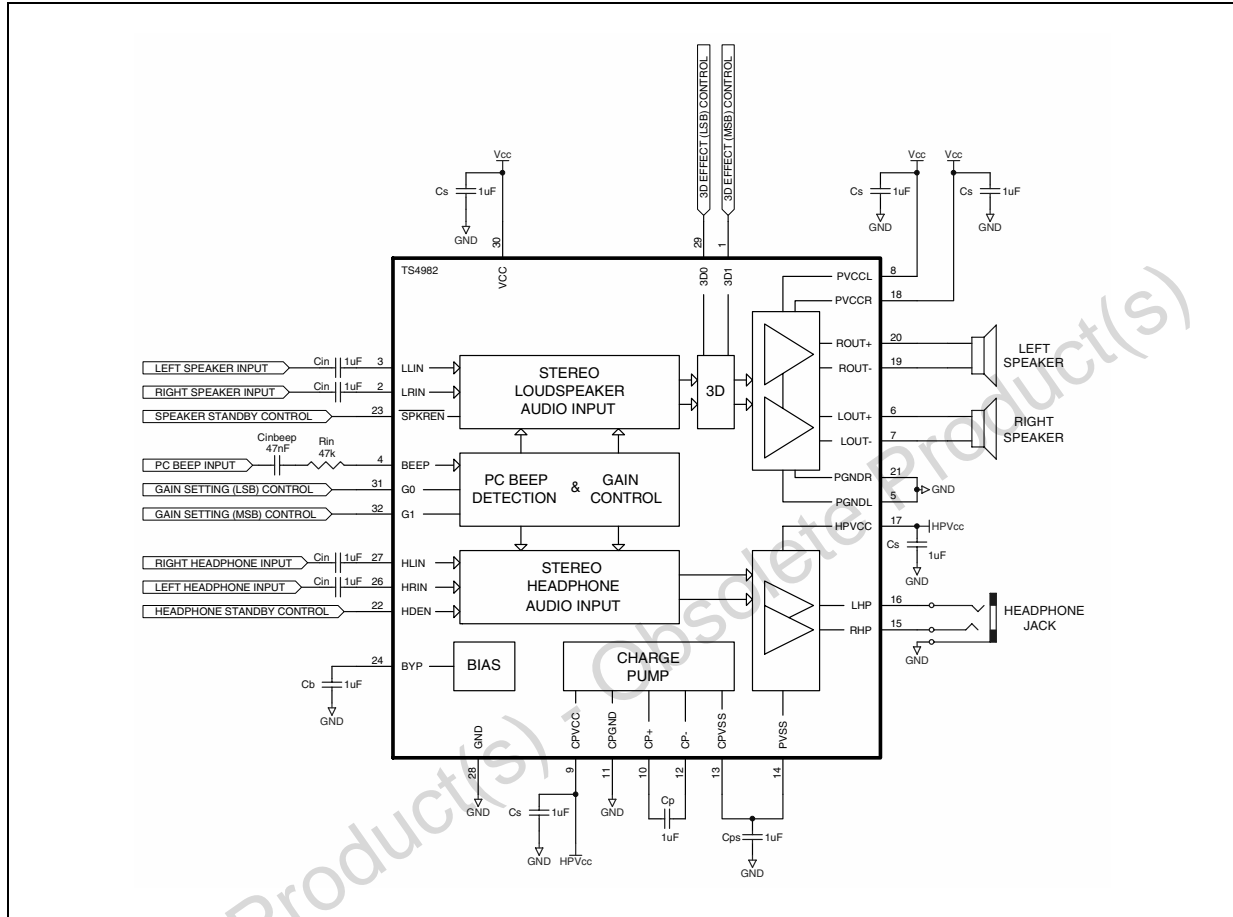 3D EFFECT (LSB) CONTROL
3D EFFECT (MSB) CONTROL
Vcc
Cs
1uF
GND
30
VCC
29
3D0
1
3D1
Vcc
Vcc
Cs
1uF
GND
Cs
1uF
GND
TS4982
LEFT SPEAKER INPUT
Cin
1uF
3
LLIN
RIGHT SPEAKER INPUT
Cin
1uF
2
LRIN
SPEAKER STANDBY CONTROL
23
SPKREN
STEREO
LOUDSPEAKER
AUDIO INPUT
3D
PVCCL
8
PVCCR
18
ROUT+
20
ROUT-
19
LEFT
SPEAKER
LOUT+
6
LOUT-
7
RIGHT
SPEAKER
PGNDR
21
PGNDL
5
GND
Cinbeep
47nF
Rin
47k
PC BEEP INPUT
4
BEEP
GAIN SETTING (LSB) CONTROL
31
G0
GAIN SETTING (MSB) CONTROL
32
G1
PC BEEP
DETECTION
&
GAIN
CONTROL
HPVCC
17
HPVcc
Cs
1uF
GND
RIGHT HEADPHONE INPUT
Cin
1uF
27
HLIN
LEFT HEADPHONE INPUT
Cin
1uF
26
HRIN
HEADPHONE STANDBY CONTROL
22
HDEN
STEREO
HEADPHONE
AUDIO INPUT
LHP
16
RHP
15
GND
HEADPHONE
JACK
24
BYP
BIAS
Cb
1uF
GND
CHARGE
PUMP
GND
28
GND
CPVCC
9
CPGND
11
GND
CP+
10
CP-
12
CPVSS
13
PVSS
14
Cs
1uF
GND
HPVcc
Cp
1uF
Cps
1uF
GND
Product(s) - Obsolete Product(s)